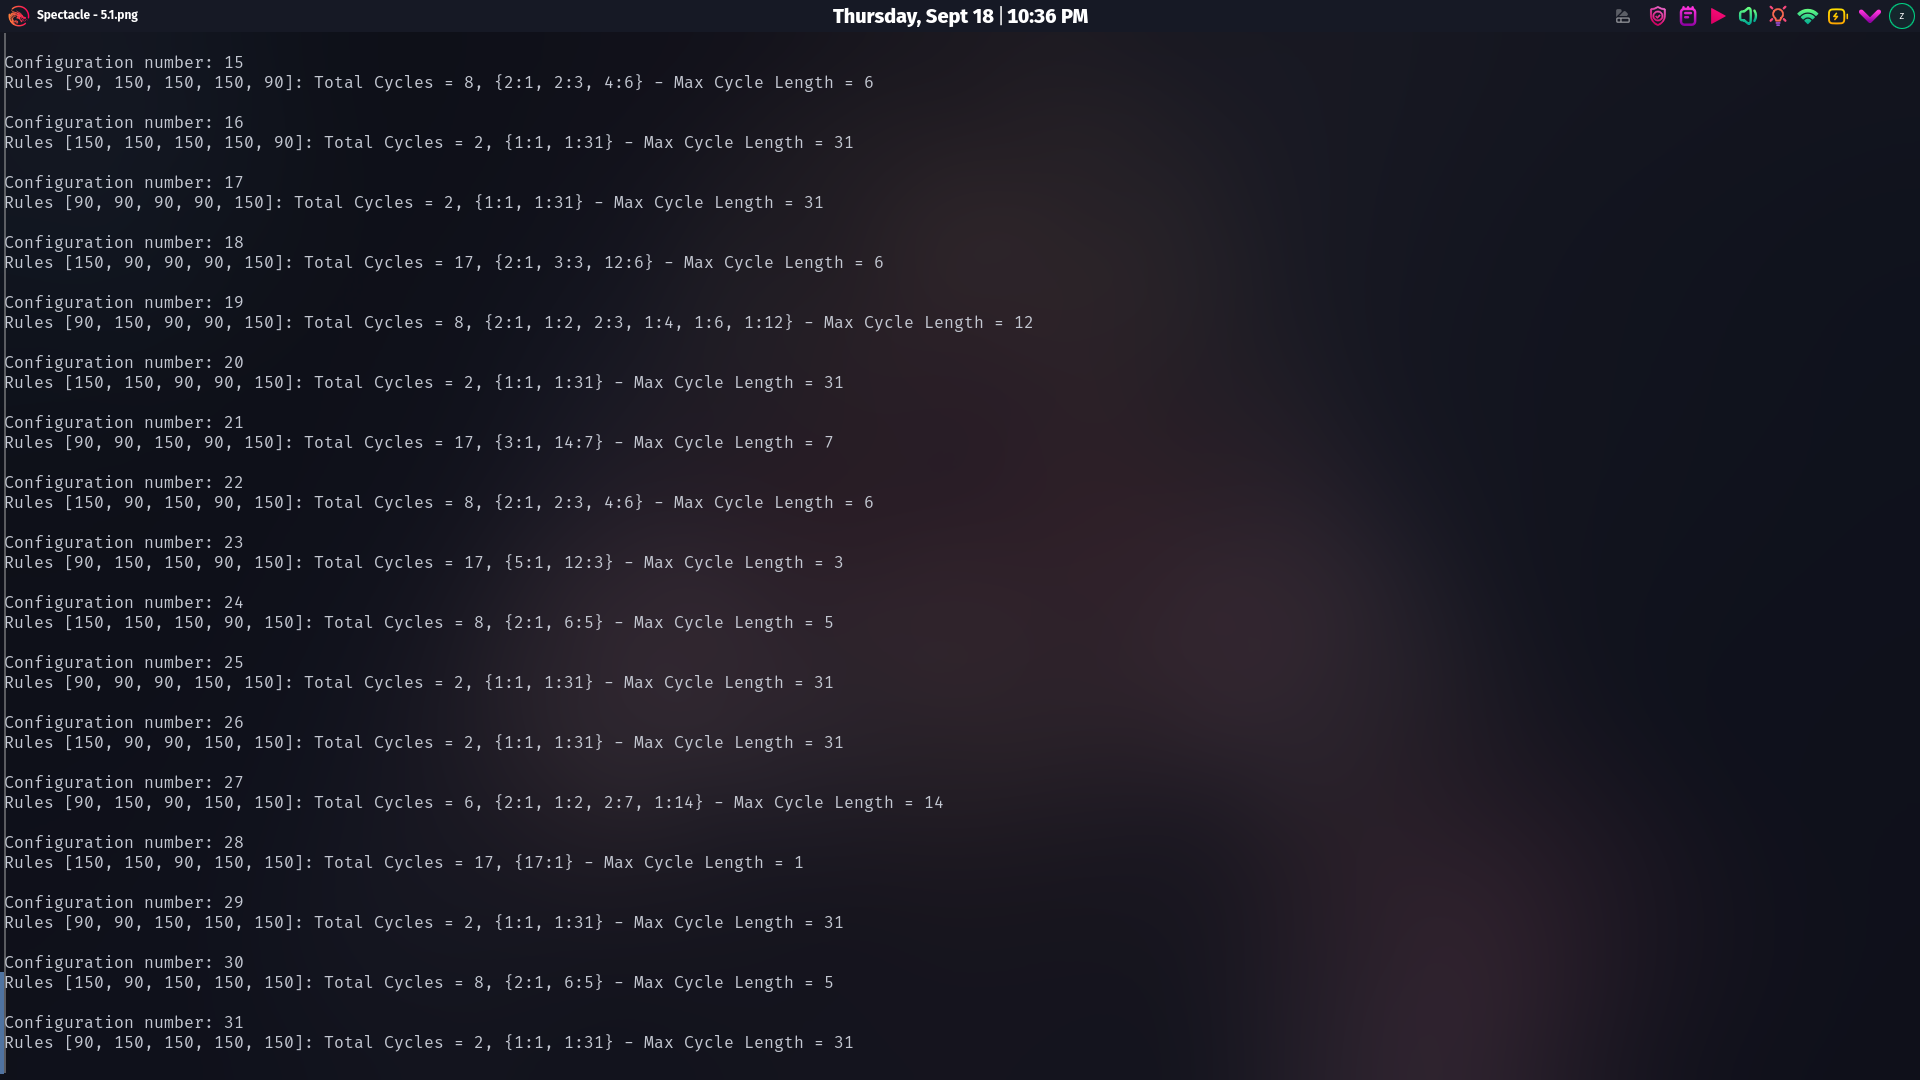 Spectacle - 5.1.png
Thursday, Sept 18 | 10:36 PM
z
Configuration number: 15
Rules [90, 150, 150, 150, 90]: Total Cycles = 8, {2:1, 2:3, 4:6} - Max Cycle Length = 6
Configuration number: 16
Rules [150, 150, 150, 150, 90]: Total Cycles = 2, {1:1, 1:31} - Max Cycle Length = 31
Configuration number: 17
Rules [90, 90, 90, 90, 150]: Total Cycles = 2, {1:1, 1:31} - Max Cycle Length = 31
Configuration number: 18
Rules [150, 90, 90, 90, 150]: Total Cycles = 17, {2:1, 3:3, 12:6} - Max Cycle Length = 6
Configuration number: 19
Rules [90, 150, 90, 90, 150]: Total Cycles = 8, {2:1, 1:2, 2:3, 1:4, 1:6, 1:12} - Max Cycle Length = 12
Configuration number: 20
Rules [150, 150, 90, 90, 150]: Total Cycles = 2, {1:1, 1:31} - Max Cycle Length = 31
Configuration number: 21
Rules [90, 90, 150, 90, 150]: Total Cycles = 17, {3:1, 14:7} - Max Cycle Length = 7
Configuration number: 22
Rules [150, 90, 150, 90, 150]: Total Cycles = 8, {2:1, 2:3, 4:6} - Max Cycle Length = 6
Configuration number: 23
Rules [90, 150, 150, 90, 150]: Total Cycles = 17, {5:1, 12:3} - Max Cycle Length = 3
Configuration number: 24
Rules [150, 150, 150, 90, 150]: Total Cycles = 8, {2:1, 6:5} - Max Cycle Length = 5
Configuration number: 25
Rules [90, 90, 90, 150, 150]: Total Cycles = 2, {1:1, 1:31} - Max Cycle Length = 31
Configuration number: 26
Rules [150, 90, 90, 150, 150]: Total Cycles = 2, {1:1, 1:31} - Max Cycle Length = 31
Configuration number: 27
Rules [90, 150, 90, 150, 150]: Total Cycles = 6, {2:1, 1:2, 2:7, 1:14} - Max Cycle Length = 14
Configuration number: 28
Rules [150, 150, 90, 150, 150]: Total Cycles = 17, {17:1} - Max Cycle Length = 1
Configuration number: 29
Rules [90, 90, 150, 150, 150]: Total Cycles = 2, {1:1, 1:31} - Max Cycle Length = 31
Configuration number: 30
Rules [150, 90, 150, 150, 150]: Total Cycles = 8, {2:1, 6:5} - Max Cycle Length = 5
Configuration number: 31
Rules [90, 150, 150, 150, 150]: Total Cycles = 2, {1:1, 1:31} - Max Cycle Length = 31